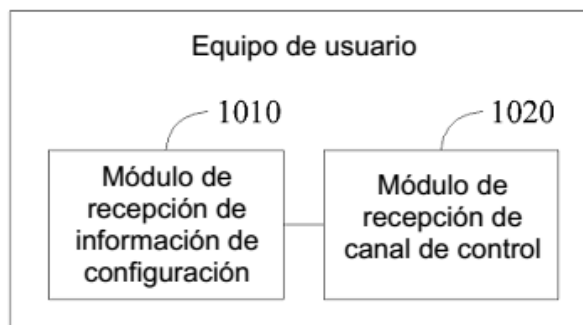 Equipo de usuario
1010
1020
Módulo de
recepción de
información de
configuración
Módulo de
recepción de
canal de control